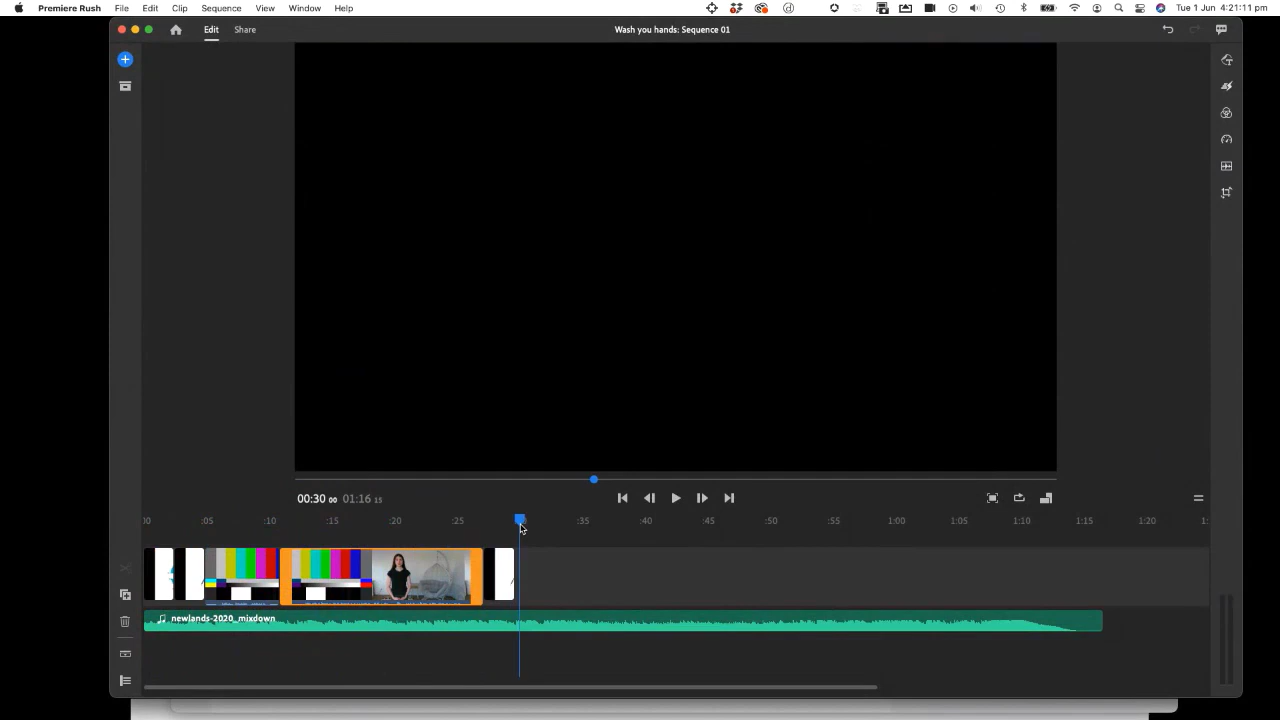 Premiere Rush File Edit Clip Sequence View Window Help Tue 1 Jun 4:21:11 pm
Edit Share Wash you hands: Sequence 01
00:30 00 01:16 15
:00 :05 :10 :15 :20 :25 :35 :40 :45 :50 :55 1:00 1:05 1:10 1:15 1:20
newlands-2020_mixdown